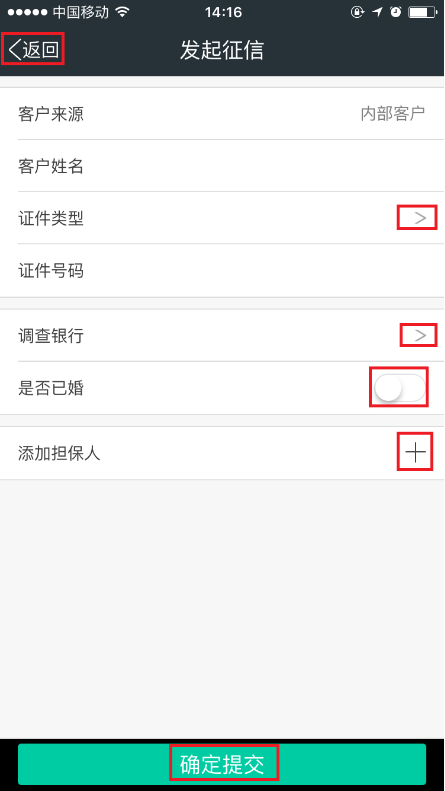 中国移动 14:16
返回 发起征信
客户来源 内部客户
客户姓名
证件类型 >
证件号码
调查银行 >
是否已婚
添加担保人 +
确定提交